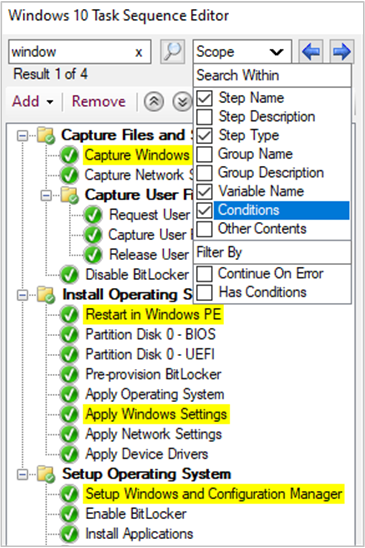 Windows 10 Task Sequence Editor
window x Scope
Result 1 of 4
Search Within
Add Remove
Step Name
Step Description
Step Type
Group Name
Group Description
Variable Name
Conditions
Other Contents
Filter By
Continue On Error
Has Conditions
Capture Files and S
Capture Windows
Capture Network S
Capture User F
Request User
Capture User
Release User
Disable BitLocker
Install Operating S
Restart in Windows PE
Partition Disk 0 - BIOS
Partition Disk 0 - UEFI
Pre-provision BitLocker
Apply Operating System
Apply Windows Settings
Apply Network Settings
Apply Device Drivers
Setup Operating System
Setup Windows and Configuration Manager
Enable BitLocker
Install Applications